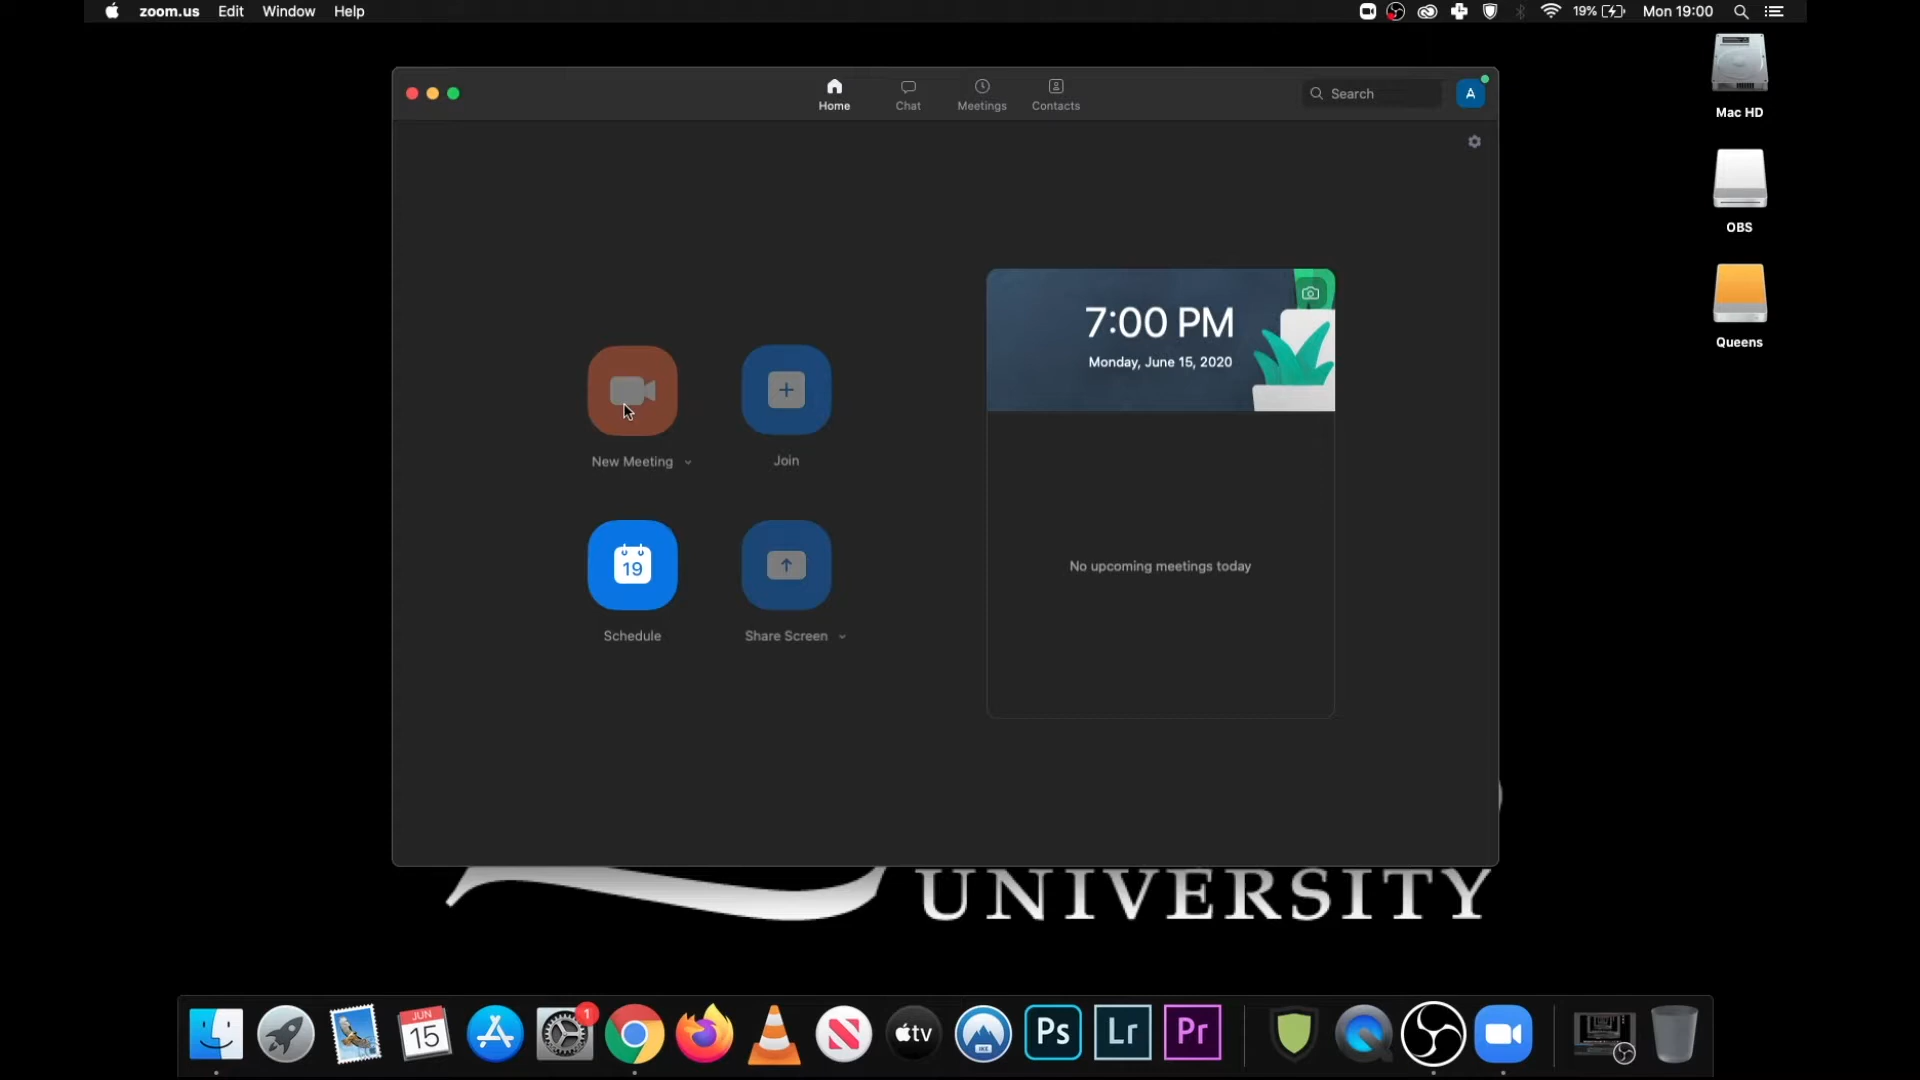 zoom.us Edit Window Help
19% Mon 19:00
Home Chat Meetings Contacts
Search
A
Mac HD
OBS
Queens
7:00 PM
Monday, June 15, 2020
New Meeting
Join
19
Schedule
Share Screen
No upcoming meetings today
UNIVERSITY
JUN
15
1
tv
IKE
Ps
Lr
Pr